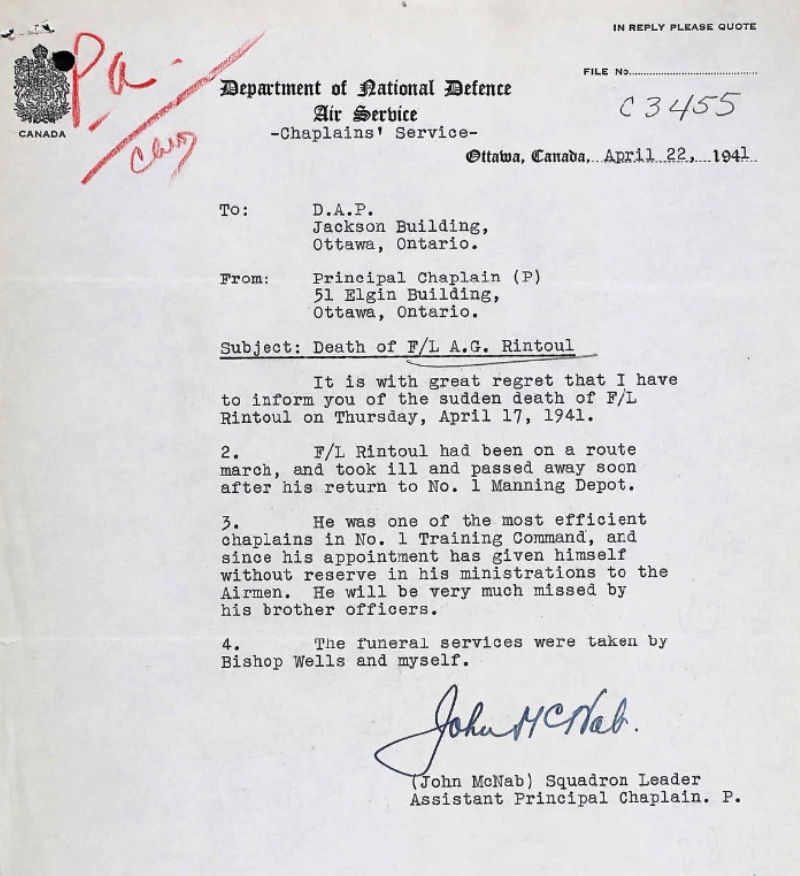 IN REPLY PLEASE QUOTE
FILE No.
C3455
CANADA
Pa.
Department of National Defence
Air Service
-Chaplains' Service-
Ottawa, Canada, April 22, 1941
To: D.A.P.
Jackson Building,
Ottawa, Ontario.
From: Principal Chaplain (P)
51 Elgin Building,
Ottawa, Ontario.
Subject: Death of F/L A.G. Rintoul
It is with great regret that I have
to inform you of the sudden death of F/L
Rintoul on Thursday, April 17, 1941.
2. F/L Rintoul had been on a route
march, and took ill and passed away soon
after his return to No. 1 Manning Depot.
3. He was one of the most efficient
chaplains in No. 1 Training Command, and
since his appointment has given himself
without reserve in his ministrations to the
Airmen. He will be very much missed by
his brother officers.
4. The funeral services were taken by
Bishop Wells and myself.
John McNab.
(John McNab) Squadron Leader
Assistant Principal Chaplain. P.